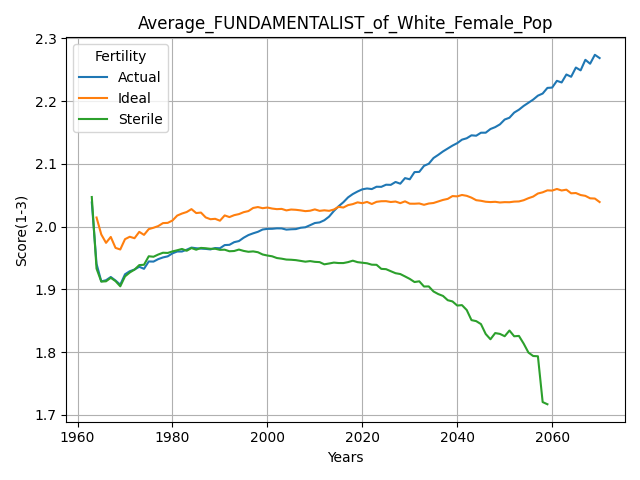 Average_FUNDAMENTALIST_of_White_Female_Pop
2.3
2.2
2.1
2.0
1.9
1.8
1.7
Score(1-3)
Fertility
Actual
Ideal
Sterile
1960 1980 2000 2020 2040 2060
Years